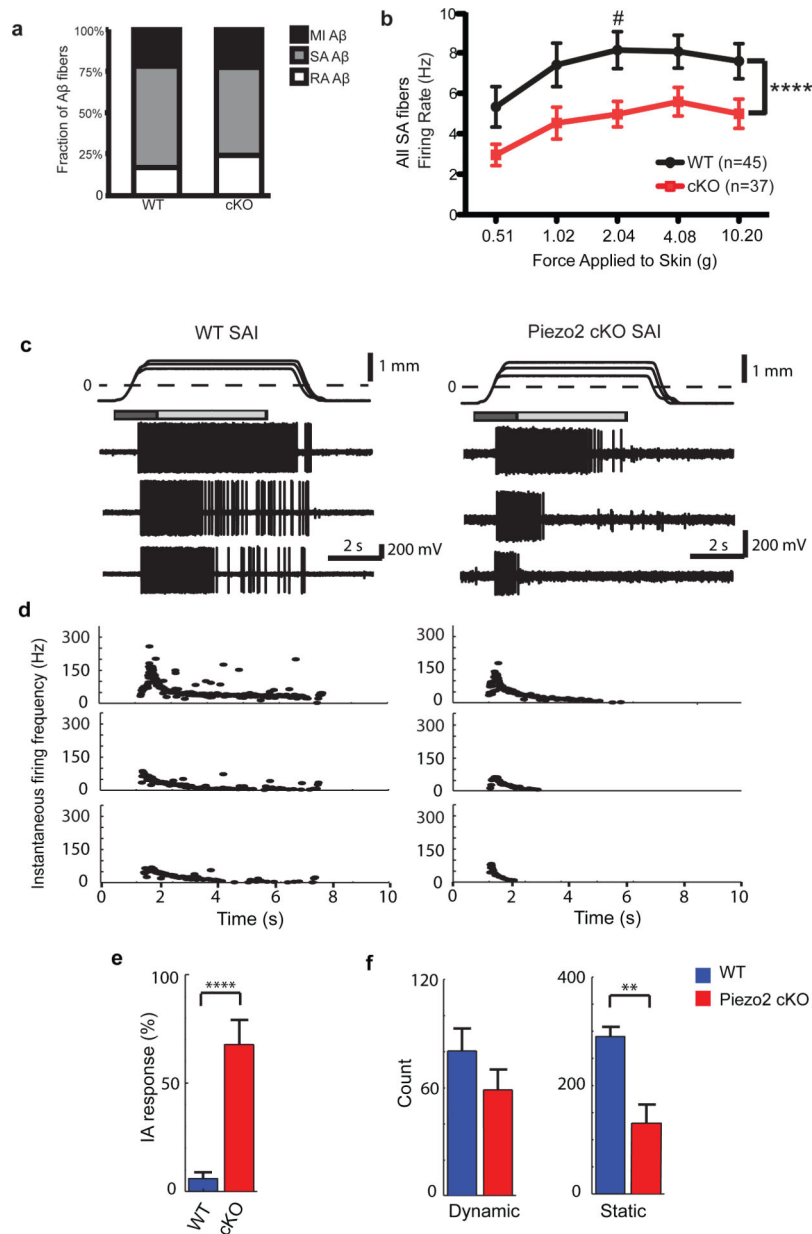 a
100%
75%
50%
25%
0
Fraction of Aβ fibers
WT
cKO
MI Aβ
SA Aβ
RA Aβ
b
10
8
6
4
2
0
All SA fibers
Firing Rate (Hz)
#
****
WT (n=45)
cKO (n=37)
0.51 1.02 2.04 4.08 10.20
Force Applied to Skin (g)
c
WT SAI
Piezo2 cKO SAI
0
1 mm
0
1 mm
2 s
200 mV
2 s
200 mV
d
Instantaneous firing frequency (Hz)
300
150
0
300
150
0
300
150
0
0 2 4 6 8 10
Time (s)
300
150
0
300
150
0
300
150
0
0 2 4 6 8 10
Time (s)
e
100
50
0
IA response (%)
****
WT
cKO
f
120
60
0
Count
Dynamic
400
200
0
**
Static
WT
Piezo2 cKO